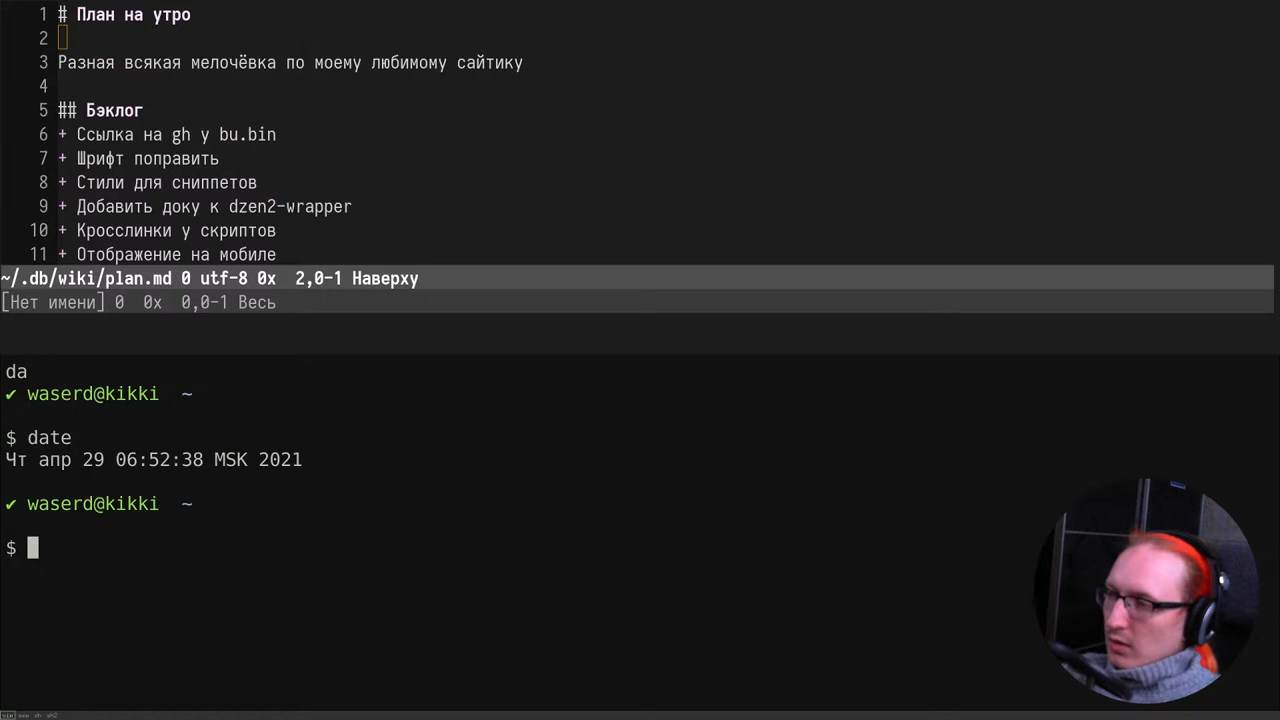 1 # План на утро
2
3 Разная всякая мелочёвка по моему любимому сайтику
4
5 ## Бэклог
6 + Ссылка на gh у bu.bin
7 + Шрифт поправить
8 + Стили для сниппетов
9 + Добавить доку к dzen2-wrapper
10 + Кросслинки у скриптов
11 + Отображение на мобиле
~/.db/wiki/plan.md 0 utf-8 0x 2,0-1 Наверху
[Нет имени] 0 0x 0,0-1 Весь
da
✔ waserd@kikki ~
$ date
Чт апр 29 06:52:38 MSK 2021
✔ waserd@kikki ~
$